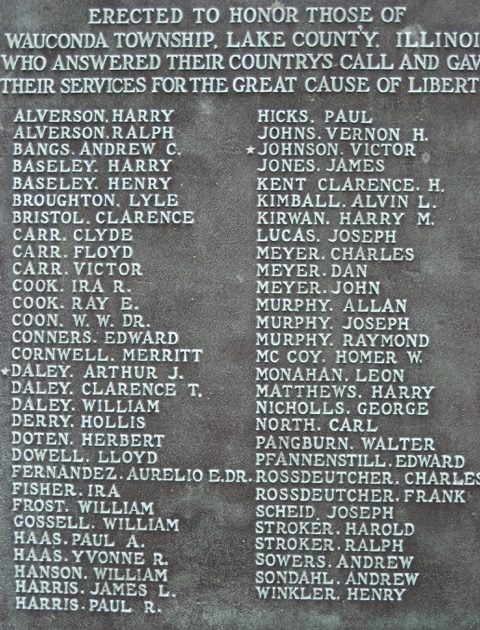 ERECTED TO HONOR THOSE OF
WAUCONDA TOWNSHIP, LAKE COUNTY, ILLINOI
WHO ANSWERED THEIR COUNTRYS CALL AND GAV
THEIR SERVICES FOR THE GREAT CAUSE OF LIBERT
ALVERSON, HARRY
ALVERSON, RALPH
BANGS, ANDREW C.
BASELEY, HARRY
BASELEY, HENRY
BROUGHTON, LYLE
BRISTOL, CLARENCE
CARR, CLYDE
CARR, FLOYD
CARR, VICTOR
COOK, IRA R.
COOK, RAY E.
COON, W. W. DR.
CONNERS, EDWARD
CORNWELL, MERRITT
★DALEY, ARTHUR J.
DALEY, CLARENCE T.
DALEY, WILLIAM
DERRY, HOLLIS
DOTEN, HERBERT
DOWELL, LLOYD
FERNANDEZ, AURELIO E. DR.
FISHER, IRA
FROST, WILLIAM
GOSSELL, WILLIAM
HAAS, PAUL A.
HAAS, YVONNE R.
HANSON, WILLIAM
HARRIS, JAMES L.
HARRIS, PAUL R.
HICKS, PAUL
JOHNS, VERNON H.
★JOHNSON, VICTOR
JONES, JAMES
KENT CLARENCE, H.
KIMBALL, ALVIN L.
KIRWAN, HARRY M.
LUCAS, JOSEPH
MEYER, CHARLES
MEYER, DAN
MEYER, JOHN
MURPHY, ALLAN
MURPHY, JOSEPH
MURPHY, RAYMOND
MC COY, HOMER W.
MONAHAN, LEON
MATTHEWS, HARRY
NICHOLLS, GEORGE
NORTH, CARL
PANGBURN, WALTER
PFANNENSTILL, EDWARD
ROSSDEUTCHER, CHARLES
ROSSDEUTCHER, FRANK
SCHEID, JOSEPH
STROKER, HAROLD
STROKER, RALPH
SOWERS, ANDREW
SONDAHL, ANDREW
WINKLER, HENRY